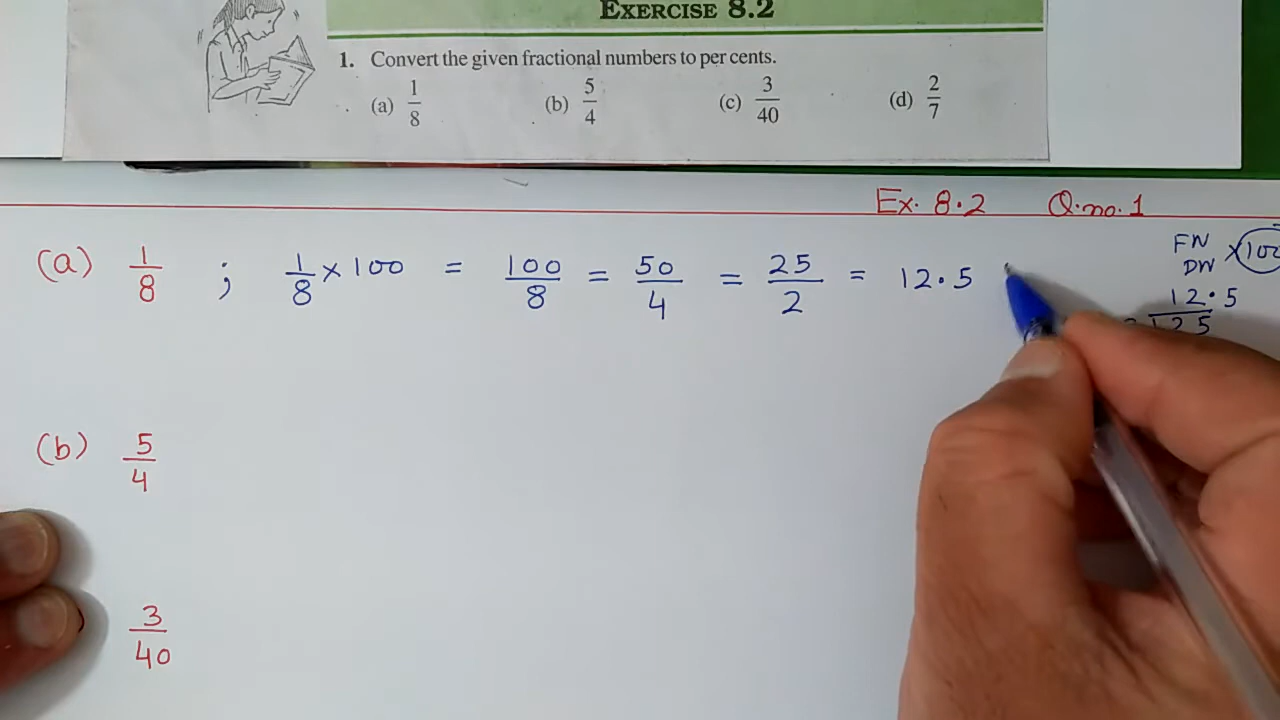 EXERCISE 8.2
1. Convert the given fractional numbers to per cents.
(a) 1/8 (b) 5/4 (c) 3/40 (d) 2/7
Ex. 8.2 Q.no.1
FN
DN × 100
(a) 1/8 ; 1/8 × 100 = 100/8 = 50/4 = 25/2 = 12.5
12.5
25
(b) 5/4
3/40